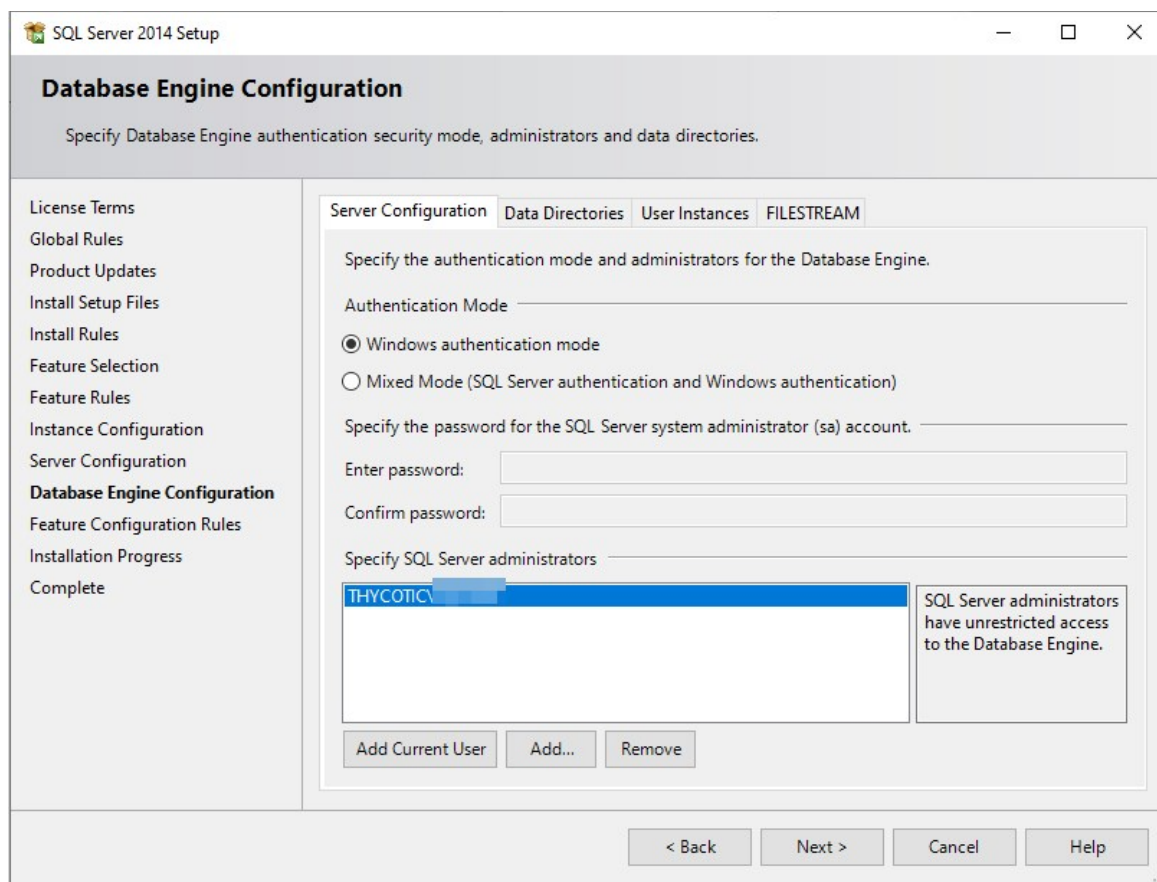 SQL Server 2014 Setup
Database Engine Configuration
Specify Database Engine authentication security mode, administrators and data directories.
License Terms
Global Rules
Product Updates
Install Setup Files
Install Rules
Feature Selection
Feature Rules
Instance Configuration
Server Configuration
Database Engine Configuration
Feature Configuration Rules
Installation Progress
Complete
Server Configuration Data Directories User Instances FILESTREAM
Specify the authentication mode and administrators for the Database Engine.
Authentication Mode
Windows authentication mode
Mixed Mode (SQL Server authentication and Windows authentication)
Specify the password for the SQL Server system administrator (sa) account.
Enter password:
Confirm password:
Specify SQL Server administrators
THYCOTIC\
SQL Server administrators
have unrestricted access
to the Database Engine.
Add Current User Add... Remove
< Back Next > Cancel Help